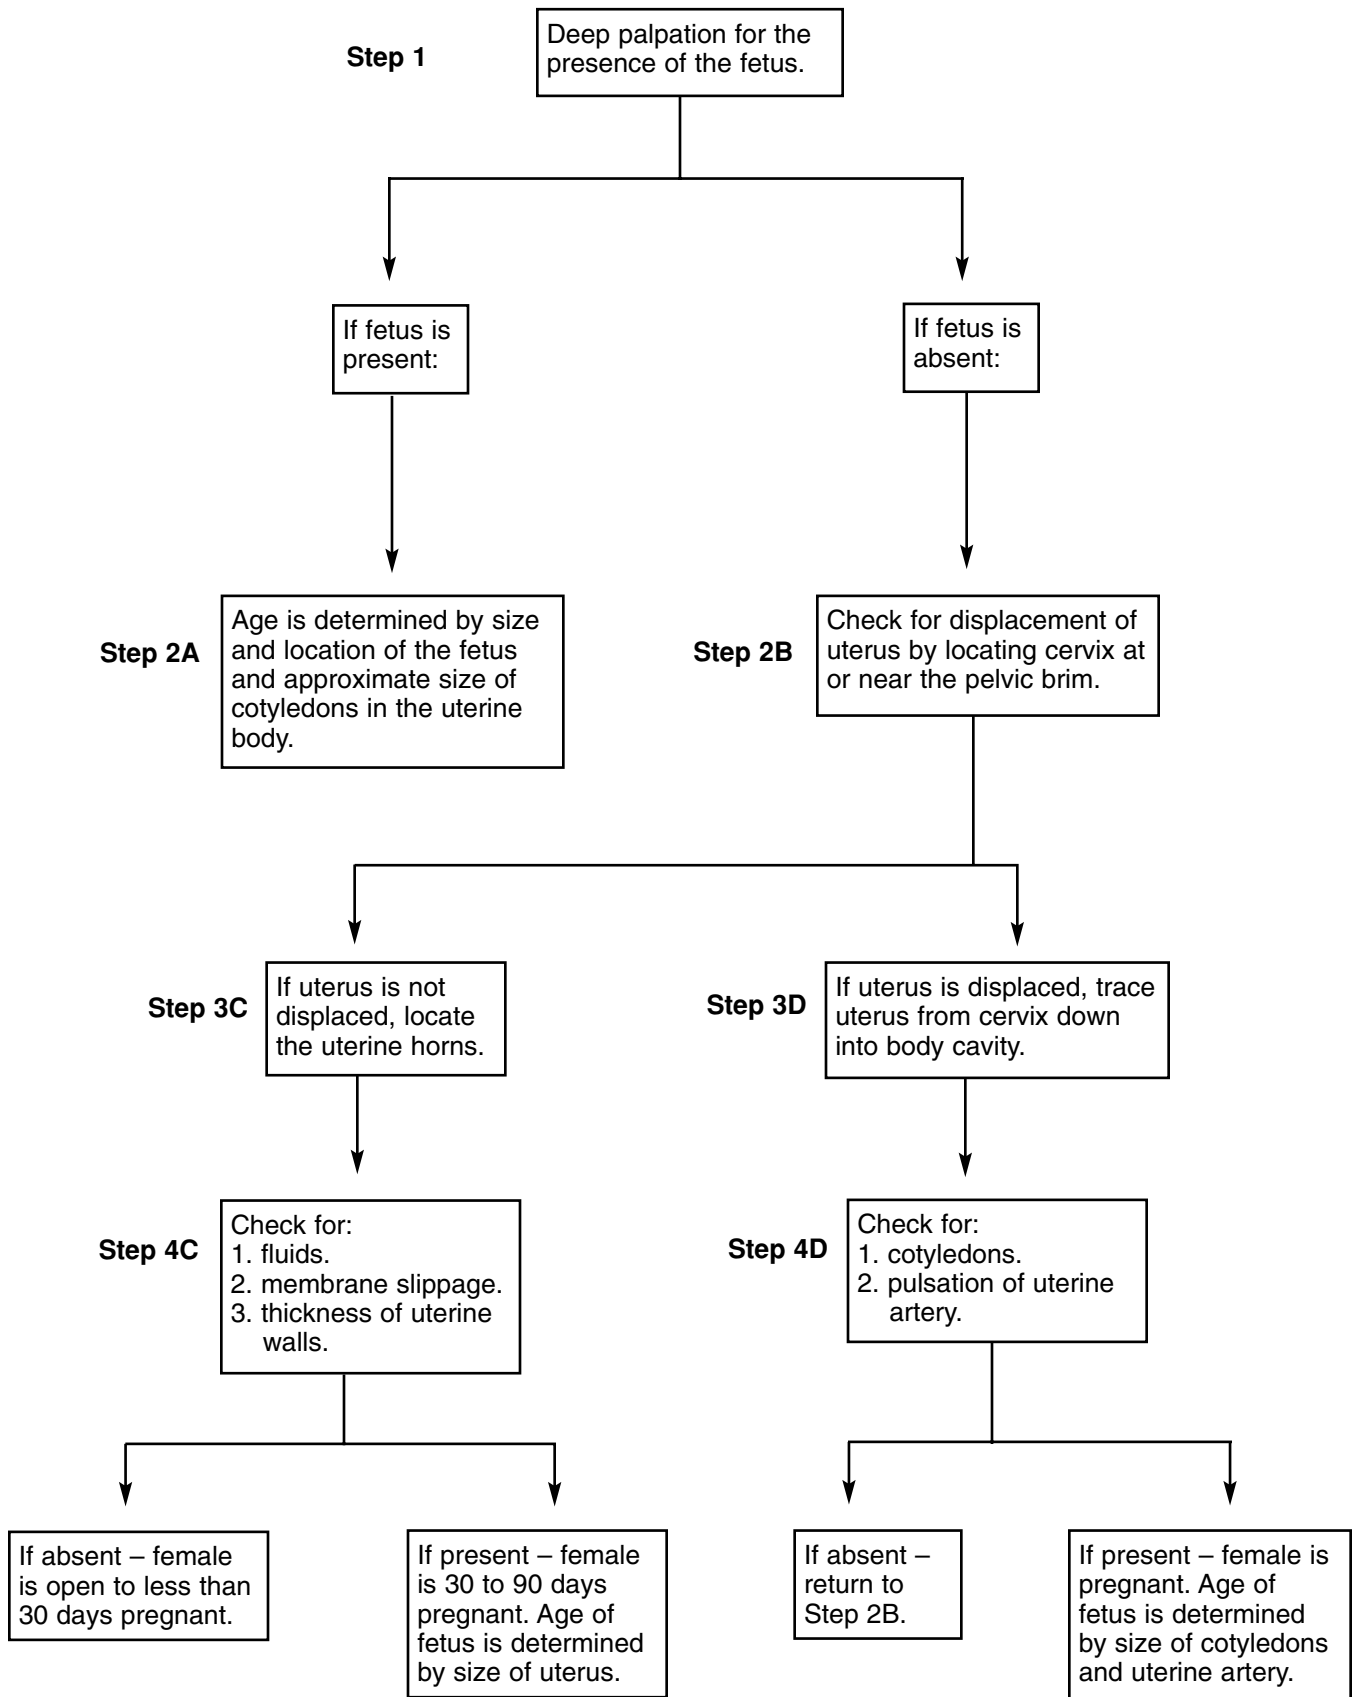 Step 1
Deep palpation for the
presence of the fetus.
If fetus is
present:
If fetus is
absent:
Step 2A
Age is determined by size
and location of the fetus
and approximate size of
cotyledons in the uterine
body.
Step 2B
Check for displacement of
uterus by locating cervix at
or near the pelvic brim.
Step 3C
If uterus is not
displaced, locate
the uterine horns.
Step 3D
If uterus is displaced, trace
uterus from cervix down
into body cavity.
Step 4C
Check for:
1. fluids.
2. membrane slippage.
3. thickness of uterine
walls.
Step 4D
Check for:
1. cotyledons.
2. pulsation of uterine
artery.
If absent – female
is open to less than
30 days pregnant.
If present – female
is 30 to 90 days
pregnant. Age of
fetus is determined
by size of uterus.
If absent –
return to
Step 2B.
If present – female is
pregnant. Age of
fetus is determined
by size of cotyledons
and uterine artery.